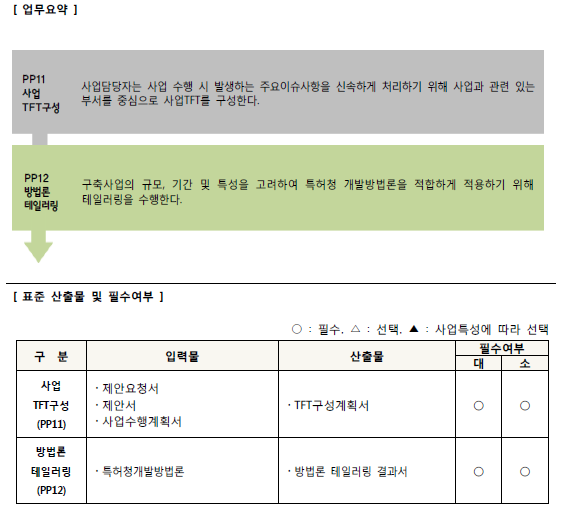 [ 업무요약 ]
PP11
사업
TFT구성
사업담당자는 사업 수행 시 발생하는 주요이슈사항을 신속하게 처리하기 위해 사업과 관련 있는
부서를 중심으로 사업TFT를 구성한다.
PP12
방법론
테일러링
구축사업의 규모, 기간 및 특성을 고려하여 특허청 개발방법론을 적합하게 적용하기 위해
테일러링을 수행한다.
[ 표준 산출물 및 필수여부 ]
○ : 필수, △ : 선택, ▲ : 사업특성에 따라 선택
구 분 입력물 산출물 필수여부
대 소
사업
TFT구성
(PP11)
· 제안요청서
· 제안서
· 사업수행계획서
· TFT구성계획서 ○ ○
방법론
테일러링
(PP12)
· 특허청개발방법론 · 방법론 테일러링 결과서 ○ ○